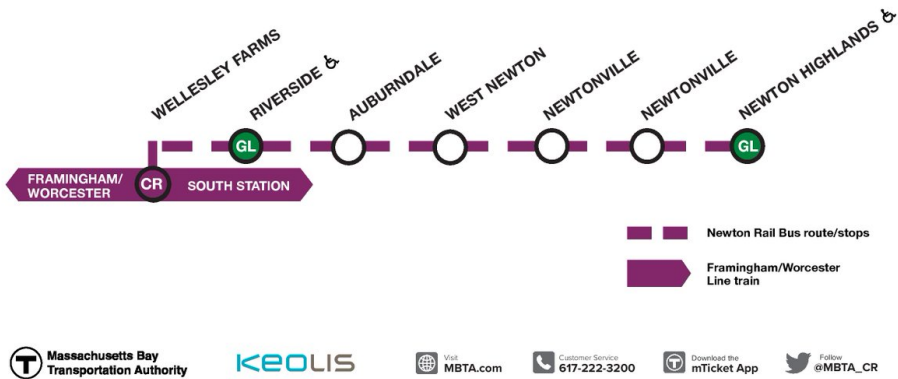 WELLESLEY FARMS
RIVERSIDE
AUBURNDALE
WEST NEWTON
NEWTONVILLE
NEWTONVILLE
NEWTON HIGHLANDS
GL
GL
FRAMINGHAM/
WORCESTER
CR
SOUTH STATION
Newton Rail Bus route/stops
Framingham/Worcester
Line train
T
Massachusetts Bay
Transportation Authority
keolis
Visit
MBTA.com
Customer Service
617-222-3200
T
Download the
mTicket App
Follow
@MBTA_CR